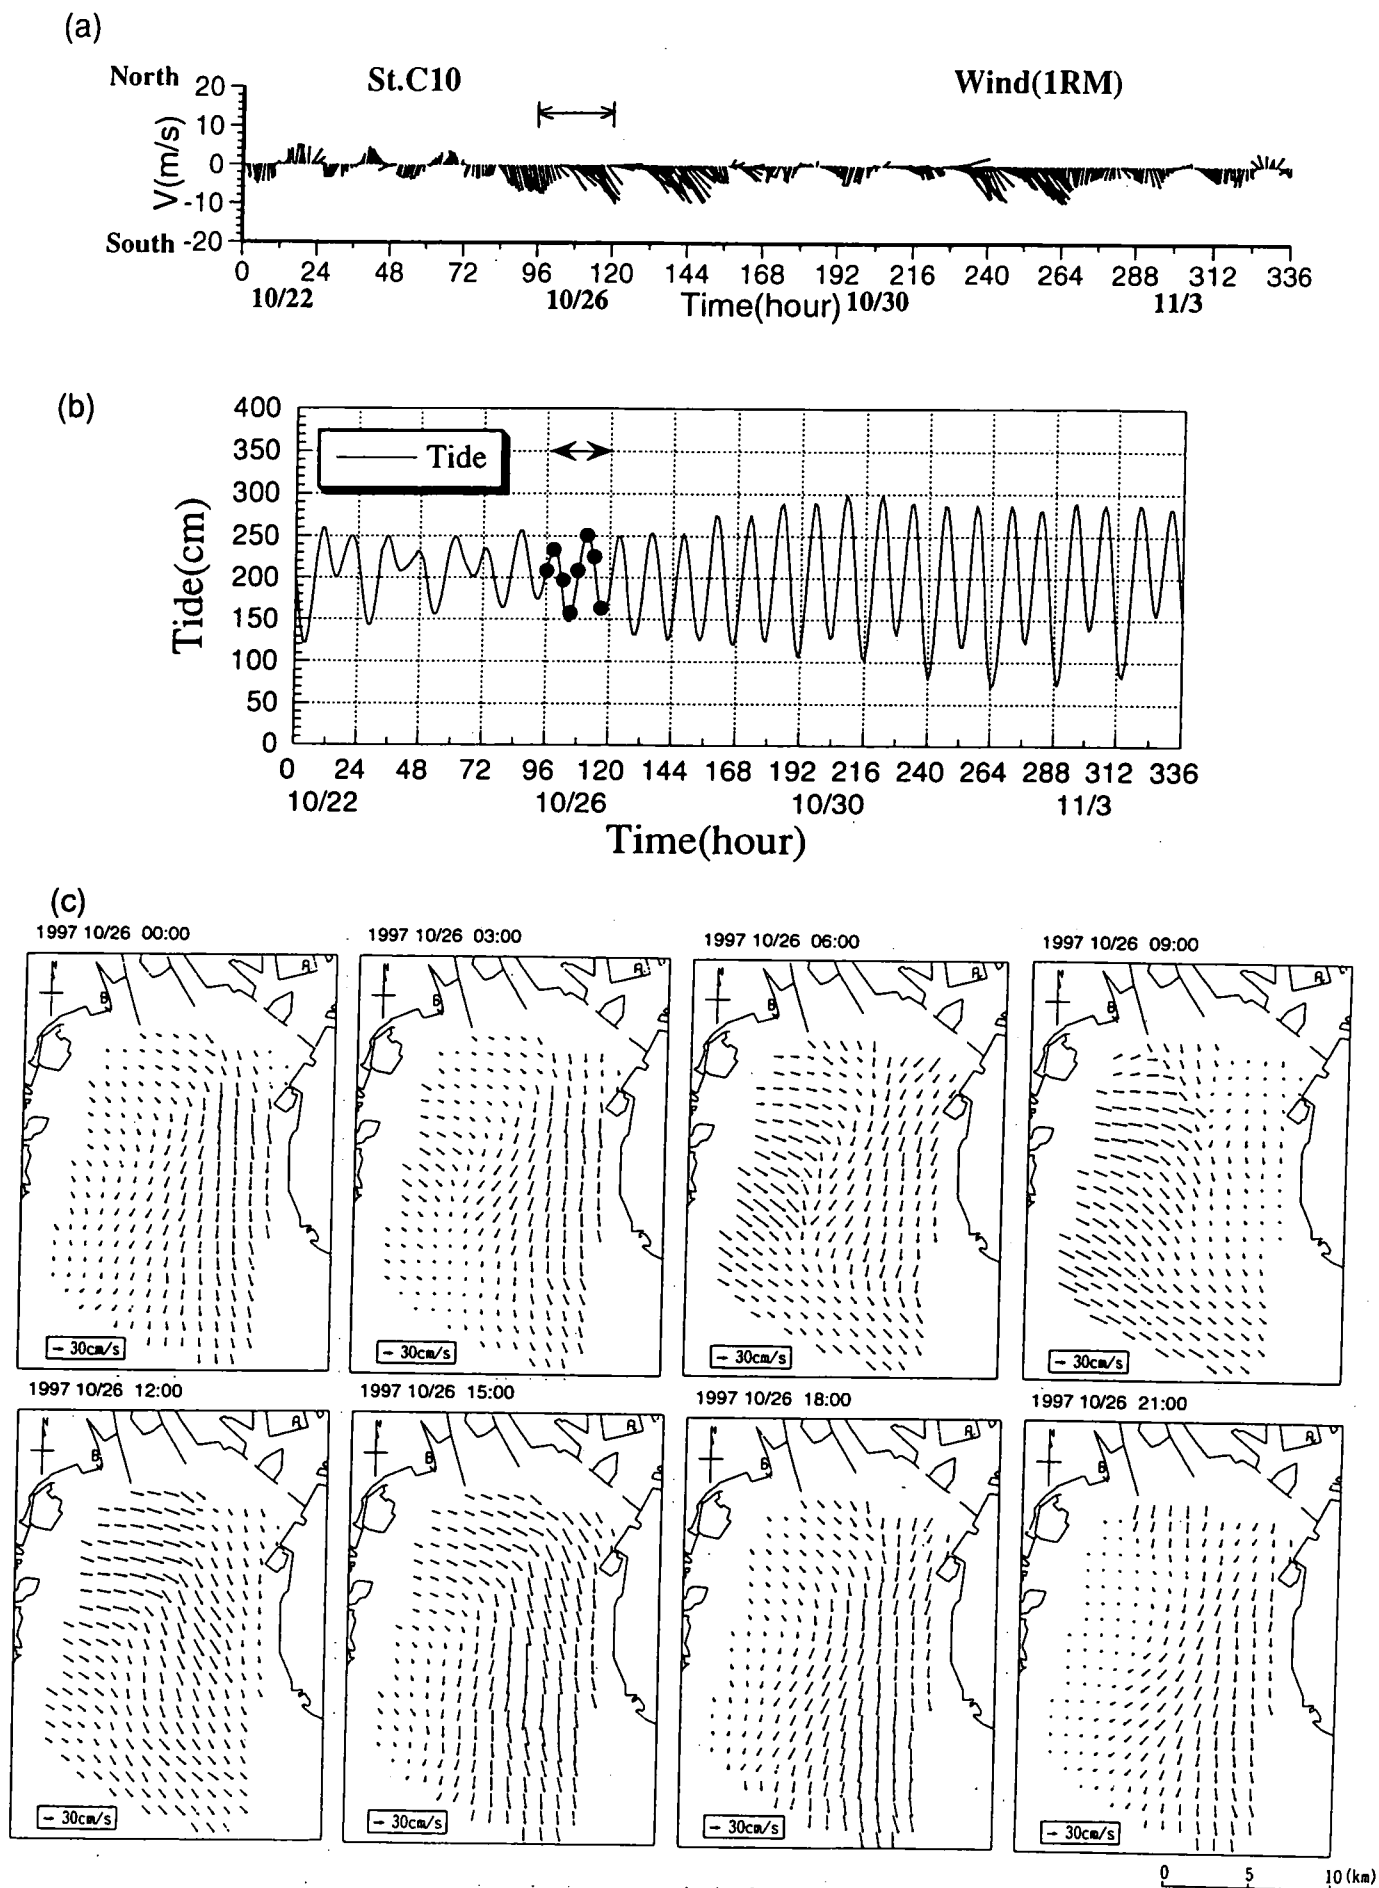 (a)
North 20 St.C10 Wind(1RM)
10
V(m/s) 0
-10
South -20
0 24 48 72 96 120 144 168 192 216 240 264 288 312 336
10/22 10/26 Time(hour) 10/30 11/3
(b)
400
350
Tide
300
250
200
150
100
50
0
Tide(cm)
0 24 48 72 96 120 144 168 192 216 240 264 288 312 336
10/22 10/26 10/30 11/3
Time(hour)
(c)
1997 10/26 00:00 1997 10/26 03:00 1997 10/26 06:00 1997 10/26 09:00
N A B N A B N A B N A B
30cm/s 30cm/s 30cm/s 30cm/s
1997 10/26 12:00 1997 10/26 15:00 1997 10/26 18:00 1997 10/26 21:00
N A B N A B N A B N A B
30cm/s 30cm/s 30cm/s 30cm/s
0 5 10(km)